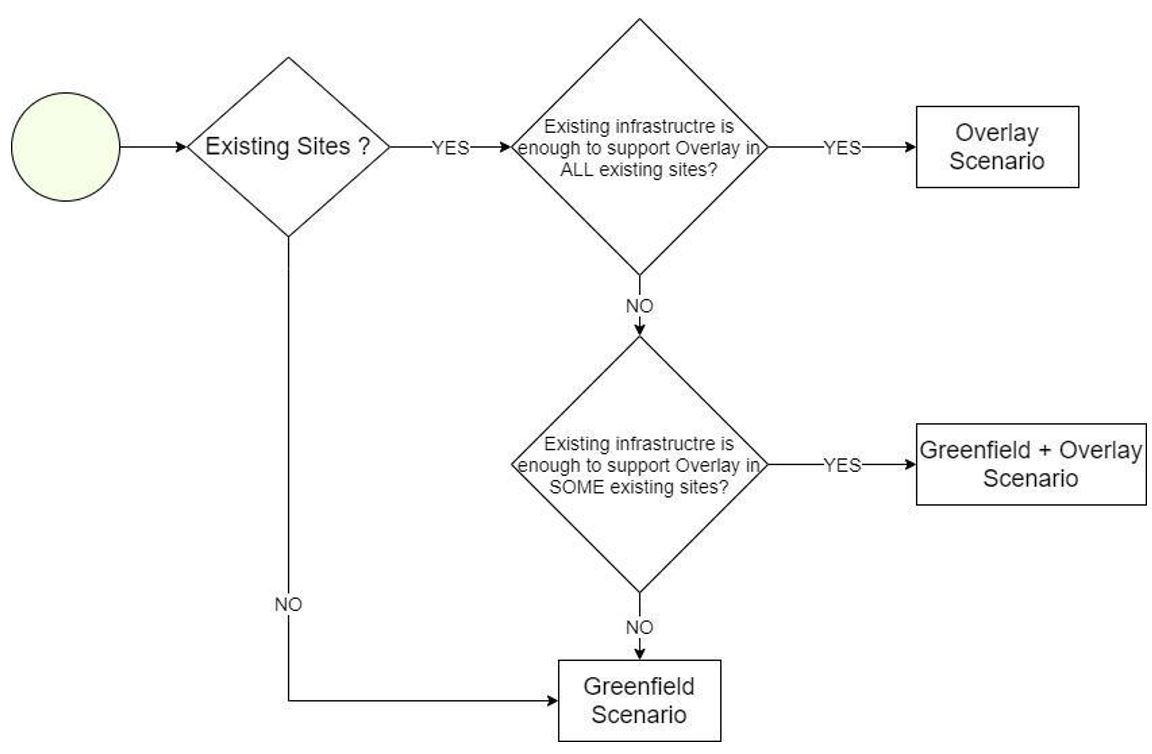 Existing Sites ?
YES
Existing infrastructre is
enough to support Overlay in
ALL existing sites?
YES
Overlay
Scenario
NO
Existing infrastructre is
enough to support Overlay in
SOME existing sites?
YES
Greenfield + Overlay
Scenario
NO
NO
Greenfield
Scenario